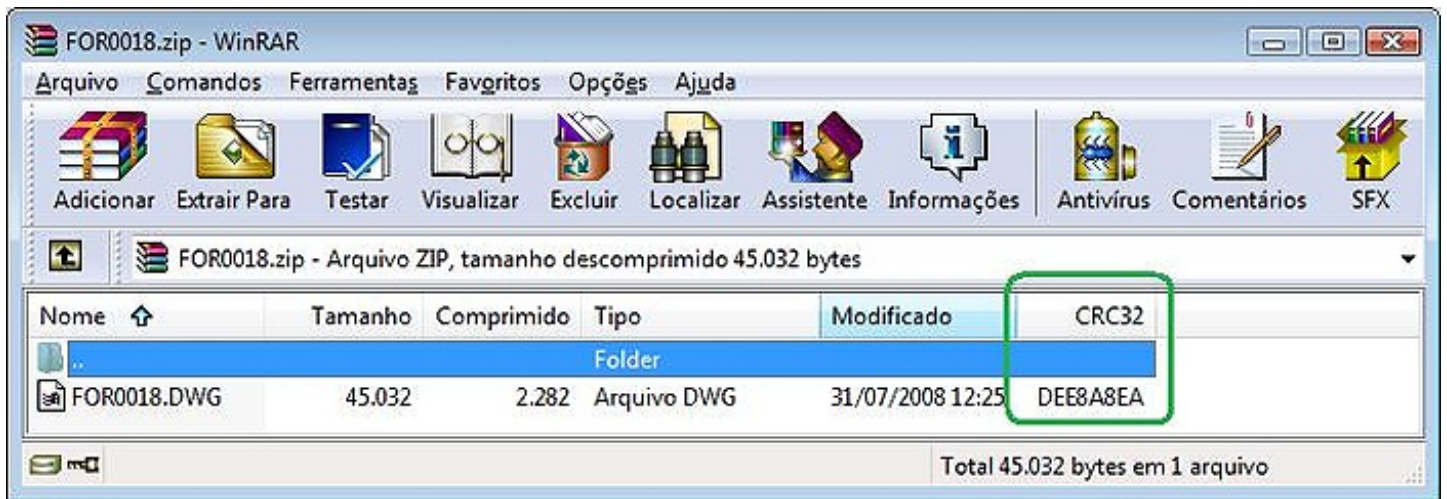 FOR0018.zip - WinRAR
Arquivo Comandos Ferramentas Favoritos Opções Ajuda
Adicionar Extrair Para Testar Visualizar Excluir Localizar Assistente Informações Antivírus Comentários SFX
FOR0018.zip - Arquivo ZIP, tamanho descomprimido 45.032 bytes
Nome Tamanho Comprimido Tipo Modificado CRC32
.. Folder
FOR0018.DWG 45.032 2.282 Arquivo DWG 31/07/2008 12:25 DEE8A8EA
Total 45.032 bytes em 1 arquivo